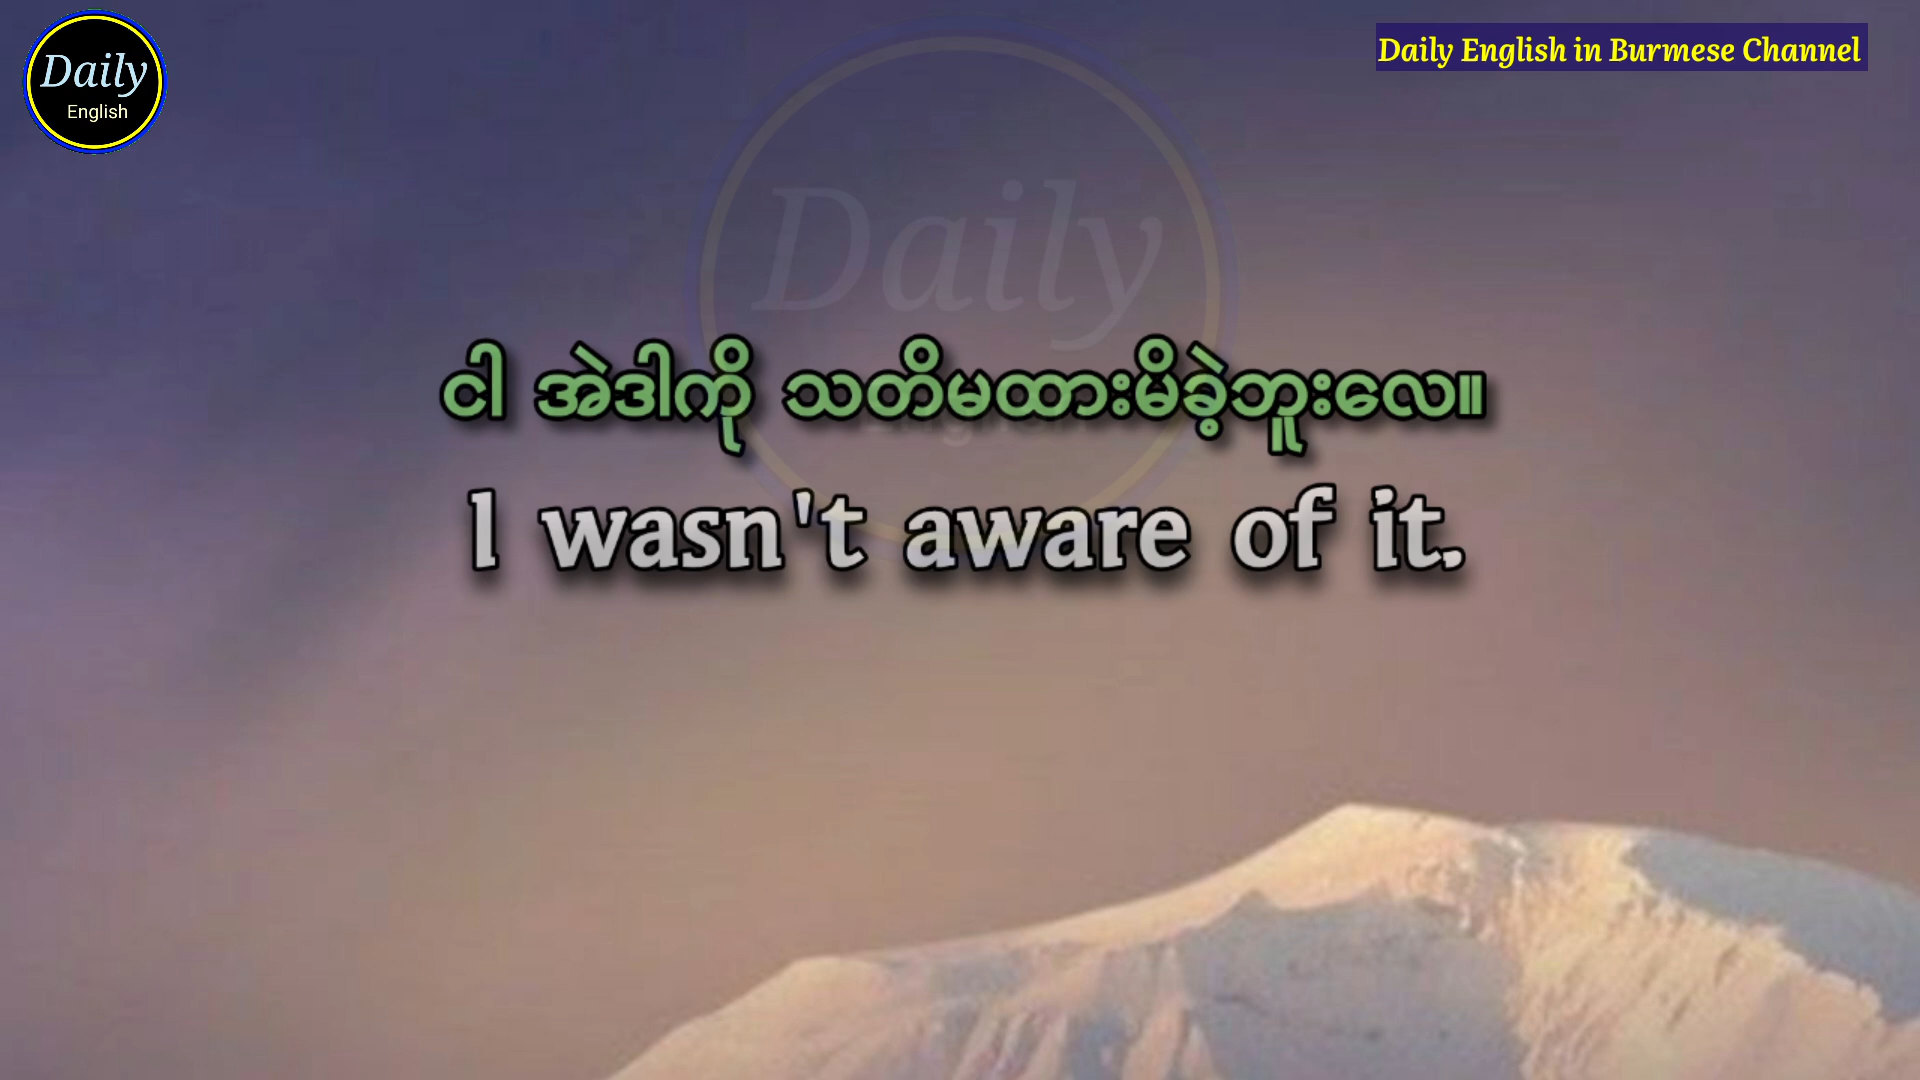 Daily
English
Daily English in Burmese Channel
Daily
ငါ အဲဒါကို သတိမထားမိခဲ့ဘူးလေ။
I wasn't aware of it.